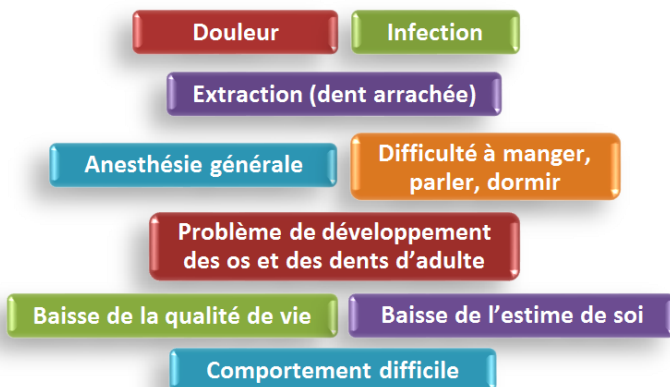 Douleur
Infection
Extraction (dent arrachée)
Anesthésie générale
Difficulté à manger,
parler, dormir
Problème de développement
des os et des dents d'adulte
Baisse de la qualité de vie
Baisse de l'estime de soi
Comportement difficile